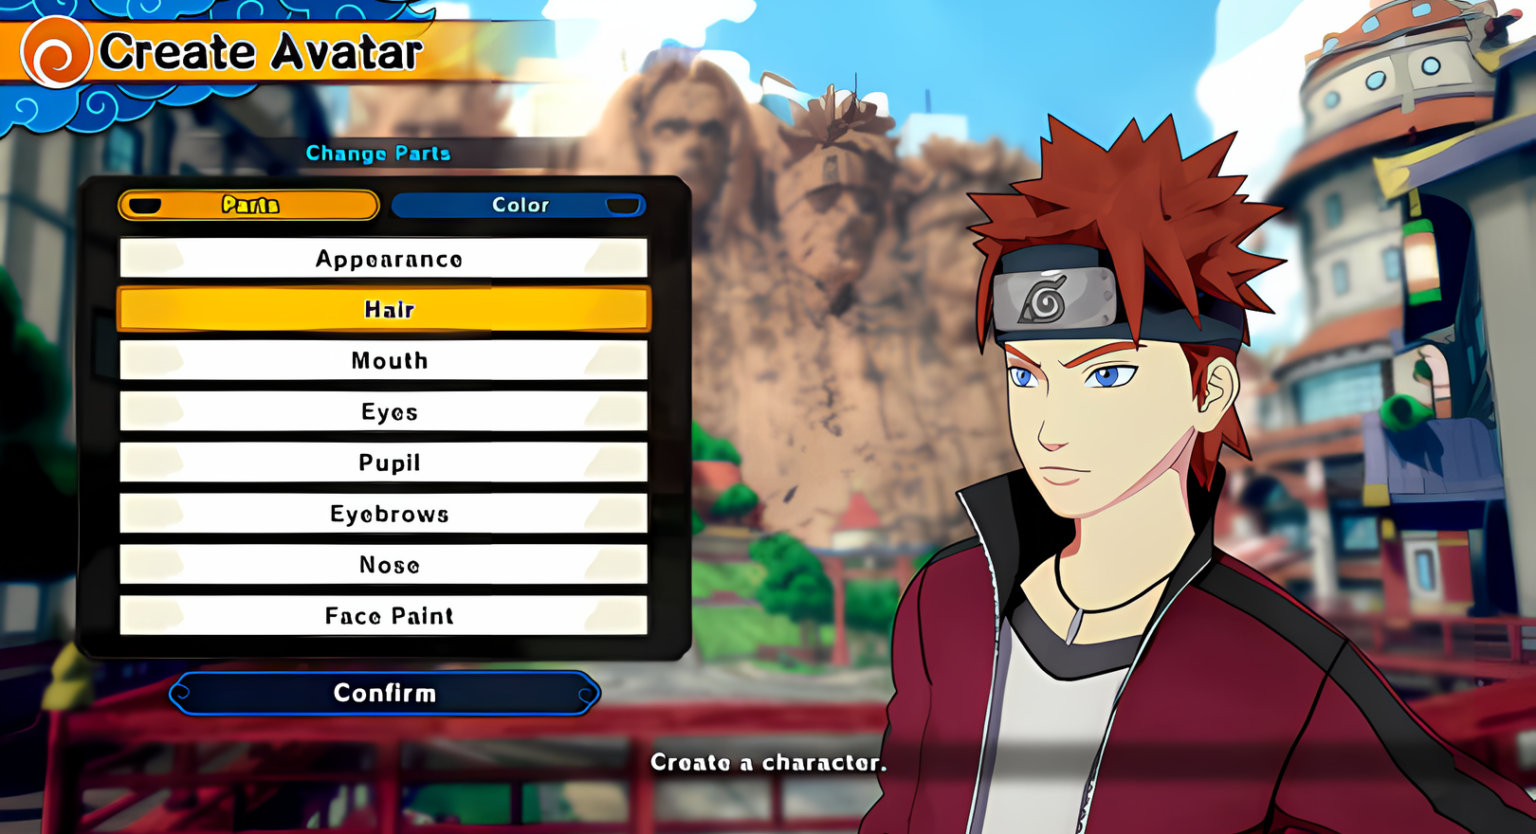 Create Avatar
Change Parts
Parts
Color
Appearance
Hair
Mouth
Eyes
Pupil
Eyebrows
Nose
Face Paint
Confirm
Create a character.